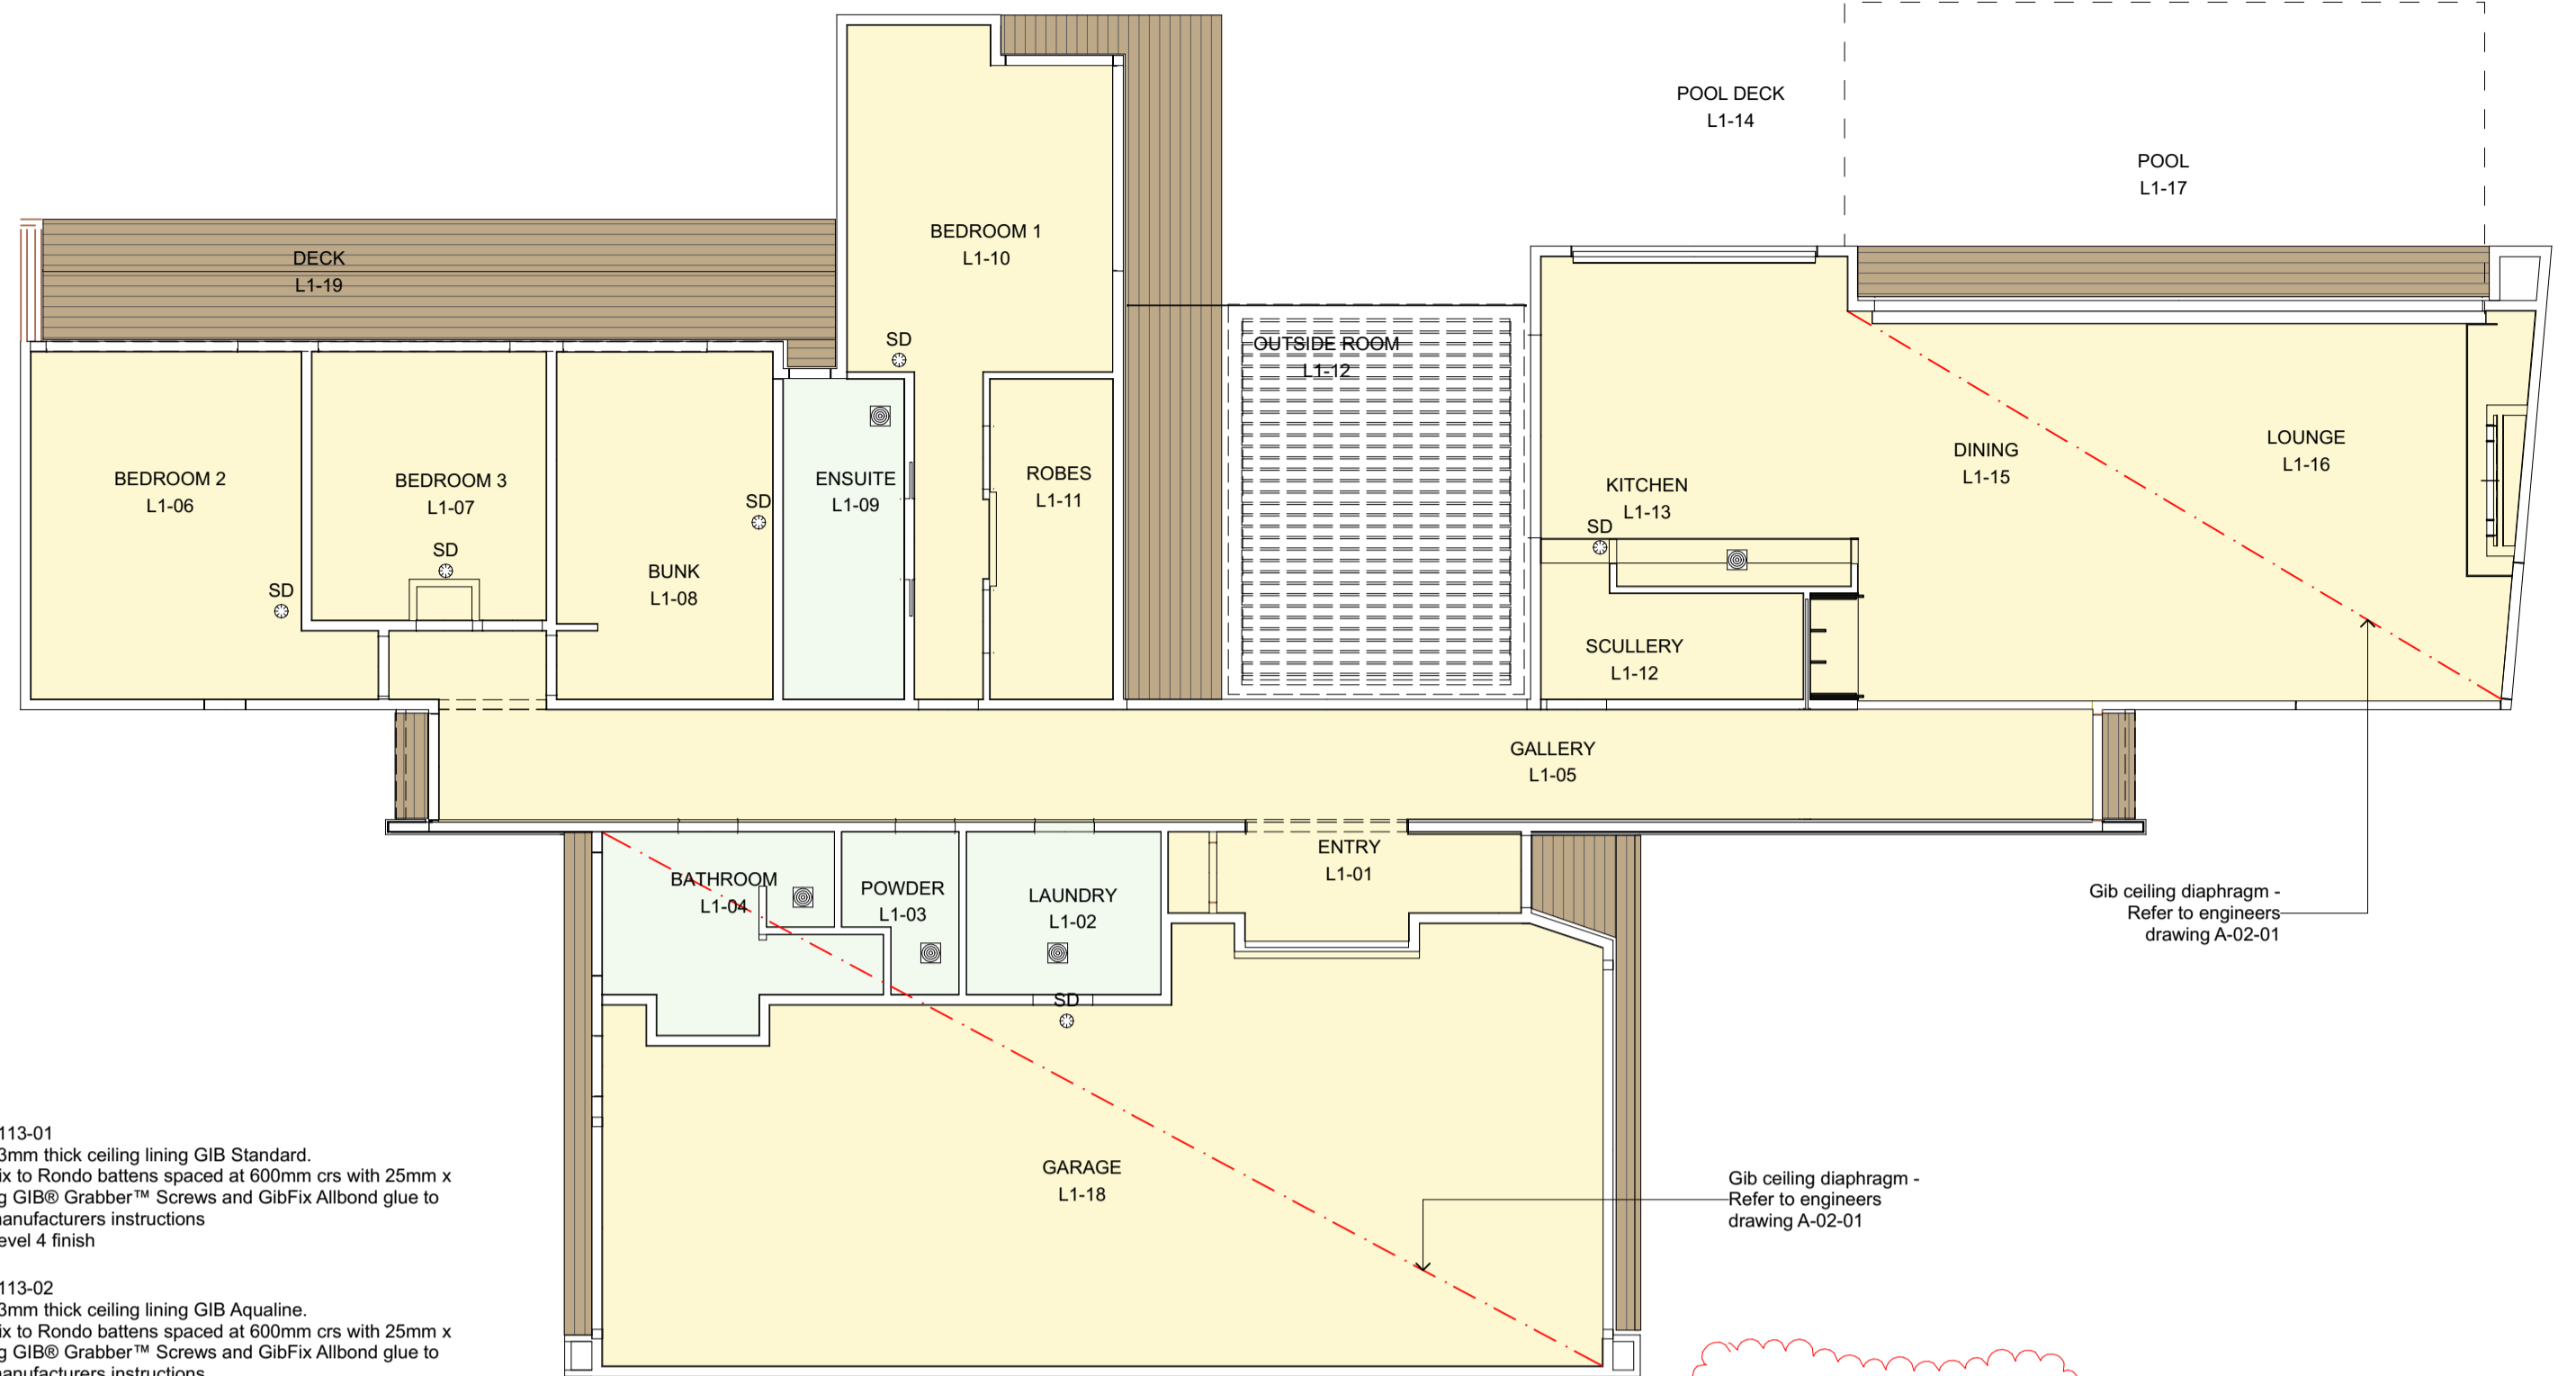 POOL DECK
L1-14
POOL
L1-17
BEDROOM 1
L1-10
DECK
L1-19
SD
OUTSIDE ROOM
L1-12
BEDROOM 2
L1-06
BEDROOM 3
L1-07
SD
SD
BUNK
L1-08
SD
ENSUITE
L1-09
ROBES
L1-11
KITCHEN
L1-13
SD
DINING
L1-15
LOUNGE
L1-16
SCULLERY
L1-12
GALLERY
L1-05
BATHROOM
L1-04
POWDER
L1-03
LAUNDRY
L1-02
ENTRY
L1-01
SD
Gib ceiling diaphragm -
Refer to engineers
drawing A-02-01
GARAGE
L1-18
Gib ceiling diaphragm -
Refer to engineers
drawing A-02-01
113-01
3mm thick ceiling lining GIB Standard.
ix to Rondo battens spaced at 600mm crs with 25mm x
g GIB® Grabber™ Screws and GibFix Allbond glue to
manufacturers instructions
evel 4 finish
113-02
3mm thick ceiling lining GIB Aqualine.
ix to Rondo battens spaced at 600mm crs with 25mm x
g GIB® Grabber™ Screws and GibFix Allbond glue to
manufacturers instructions